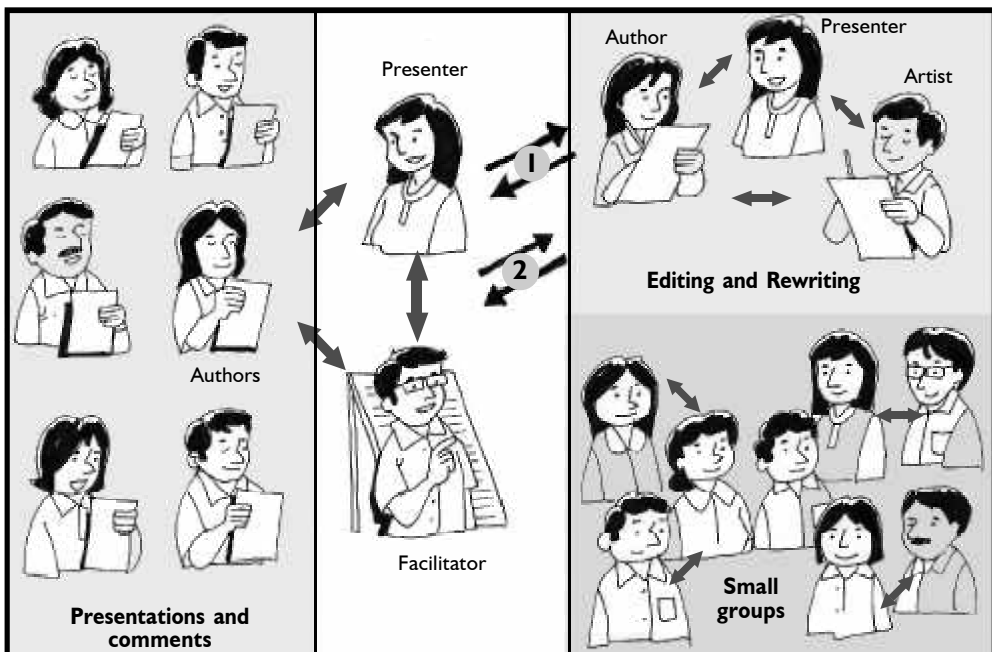 Authors
Presentations and
comments
Presenter
1
2
Facilitator
Author
Presenter
Artist
Editing and Rewriting
Small
groups